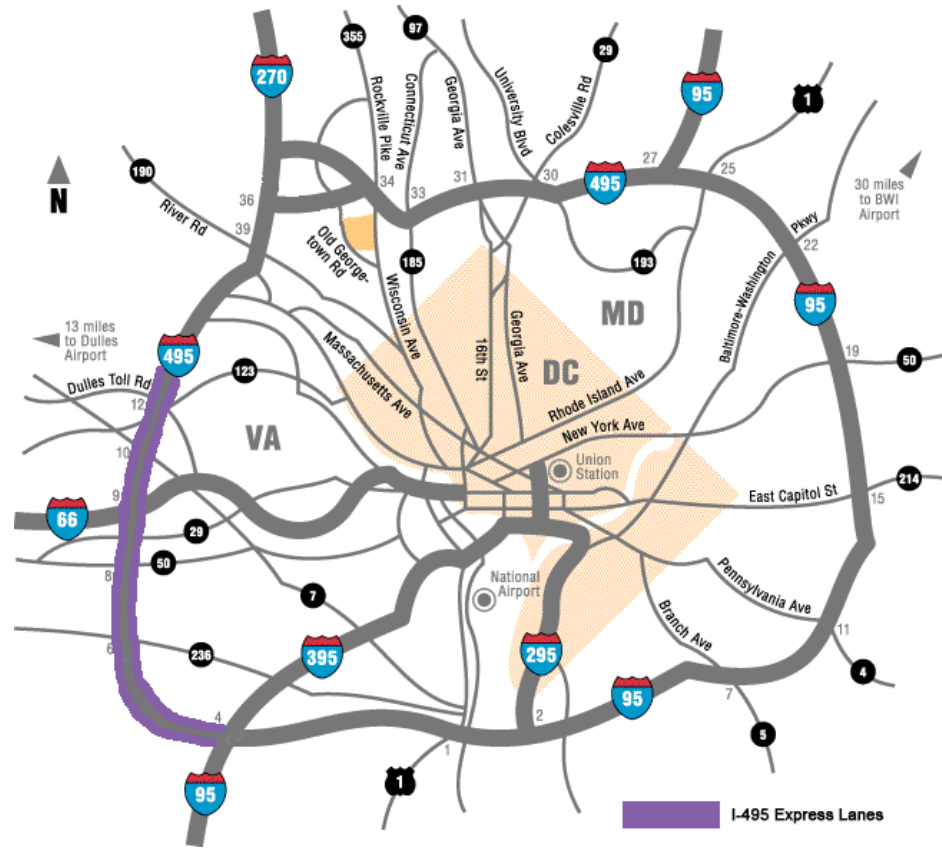 97
355
29
270
95
1
Rockville Pike
Connecticut Ave
Georgia Ave
University Blvd
Colesville Rd
N
190
River Rd
36
39
34
33
31
30
495
27
25
30 miles
to BWI
Airport
Pkwy
22
Old George-
town Rd
185
193
Wisconsin Ave
MD
95
Baltimore-Washington
13 miles
to Dulles
Airport
495
Massachusetts Ave
16th St
Georgia Ave
DC
Rhode Island Ave
19
50
Dulles Toll Rd
123
12
VA
New York Ave
10
Union
Station
9
66
East Capitol St
214
15
29
50
8
National
Airport
7
Pennsylvania Ave
Branch Ave
11
6
236
395
295
95
4
7
4
2
5
1
1
95
I-495 Express Lanes